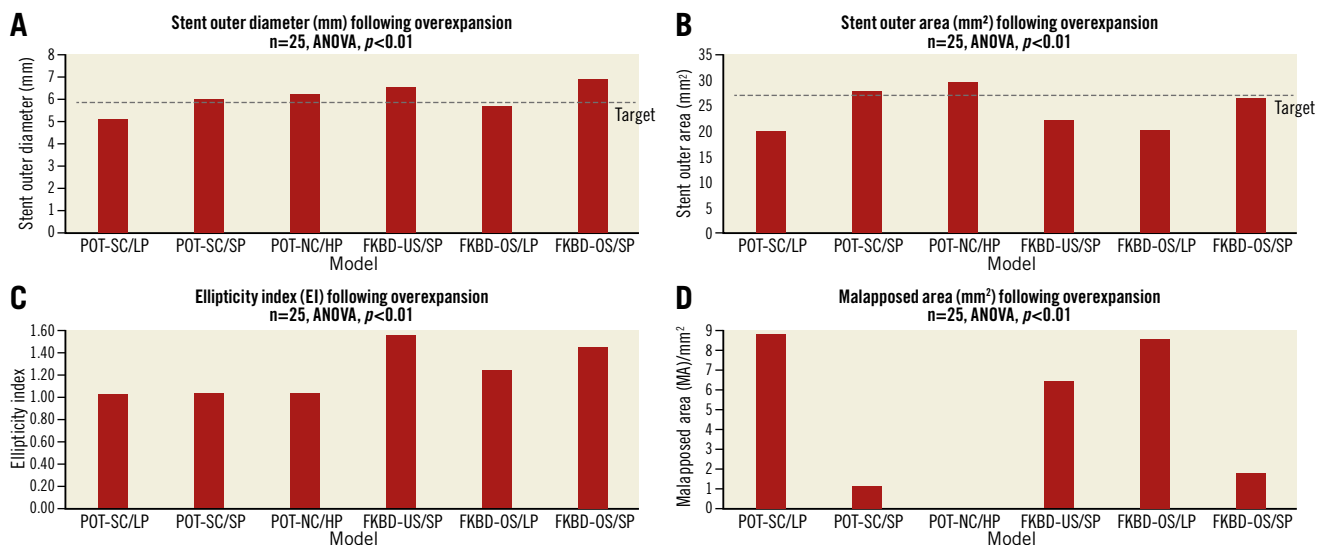 A
Stent outer diameter (mm) following overexpansion
n=25, ANOVA, p<0.01
Stent outer diameter (mm)
8
7
6
5
4
3
2
1
0
Target
POT-SC/LP POT-SC/SP POT-NC/HP FKBD-US/SP FKBD-OS/LP FKBD-OS/SP
Model
B
Stent outer area (mm²) following overexpansion
n=25, ANOVA, p<0.01
Stent outer area (mm²)
35
30
25
20
15
10
5
0
Target
POT-SC/LP POT-SC/SP POT-NC/HP FKBD-US/SP FKBD-OS/LP FKBD-OS/SP
Model
C
Ellipticity index (EI) following overexpansion
n=25, ANOVA, p<0.01
Ellipticity index
1.60
1.40
1.20
1.00
0.80
0.60
0.40
0.20
0.00
POT-SC/LP POT-SC/SP POT-NC/HP FKBD-US/SP FKBD-OS/LP FKBD-OS/SP
Model
D
Malapposed area (mm²) following overexpansion
n=25, ANOVA, p<0.01
Malapposed area (MA)/mm²
9
8
7
6
5
4
3
2
1
0
POT-SC/LP POT-SC/SP POT-NC/HP FKBD-US/SP FKBD-OS/LP FKBD-OS/SP
Model